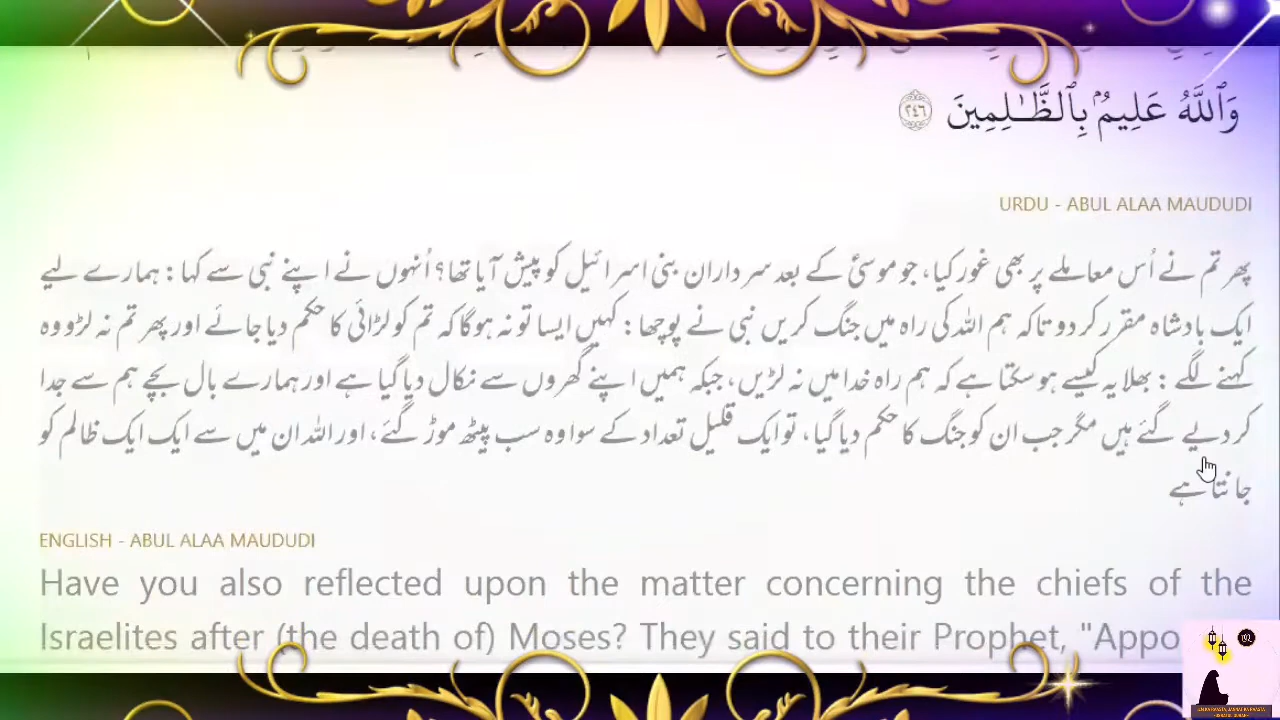 وَٱللَّهُ عَلِيمٌۢ بِٱلظَّـٰلِمِينَ ٢٤٦
URDU - ABUL ALAA MAUDUDI
پھر تم نے اُس معاملے پر بھی غور کیا، جو موسیٰؑ کے بعد سرداران بنی اسرائیل کو پیش آیا تھا؟ اُنہوں نے اپنے نبی سے کہا: ہمارے لیے
ایک بادشاہ مقرر کر دو تاکہ ہم اللہ کی راہ میں جنگ کریں نبی نے پوچھا: کہیں ایسا تو نہ ہوگا کہ تم کو لڑائی کا حکم دیا جائے اور پھر تم نہ لڑو وہ
کہنے لگے: بھلا یہ کیسے ہو سکتا ہے کہ ہم راہ خدا میں نہ لڑیں، جبکہ ہمیں اپنے گھروں سے نکال دیا گیا ہے اور ہمارے بال بچے ہم سے جدا
کر دیے گئے ہیں مگر جب ان کو جنگ کا حکم دیا گیا، تو ایک قلیل تعداد کے سوا وہ سب پیٹھ موڑ گئے، اور اللہ ان میں سے ایک ایک ظالم کو
جانتا ہے
ENGLISH - ABUL ALAA MAUDUDI
Have you also reflected upon the matter concerning the chiefs of the
Israelites after (the death of) Moses? They said to their Prophet, "Appo